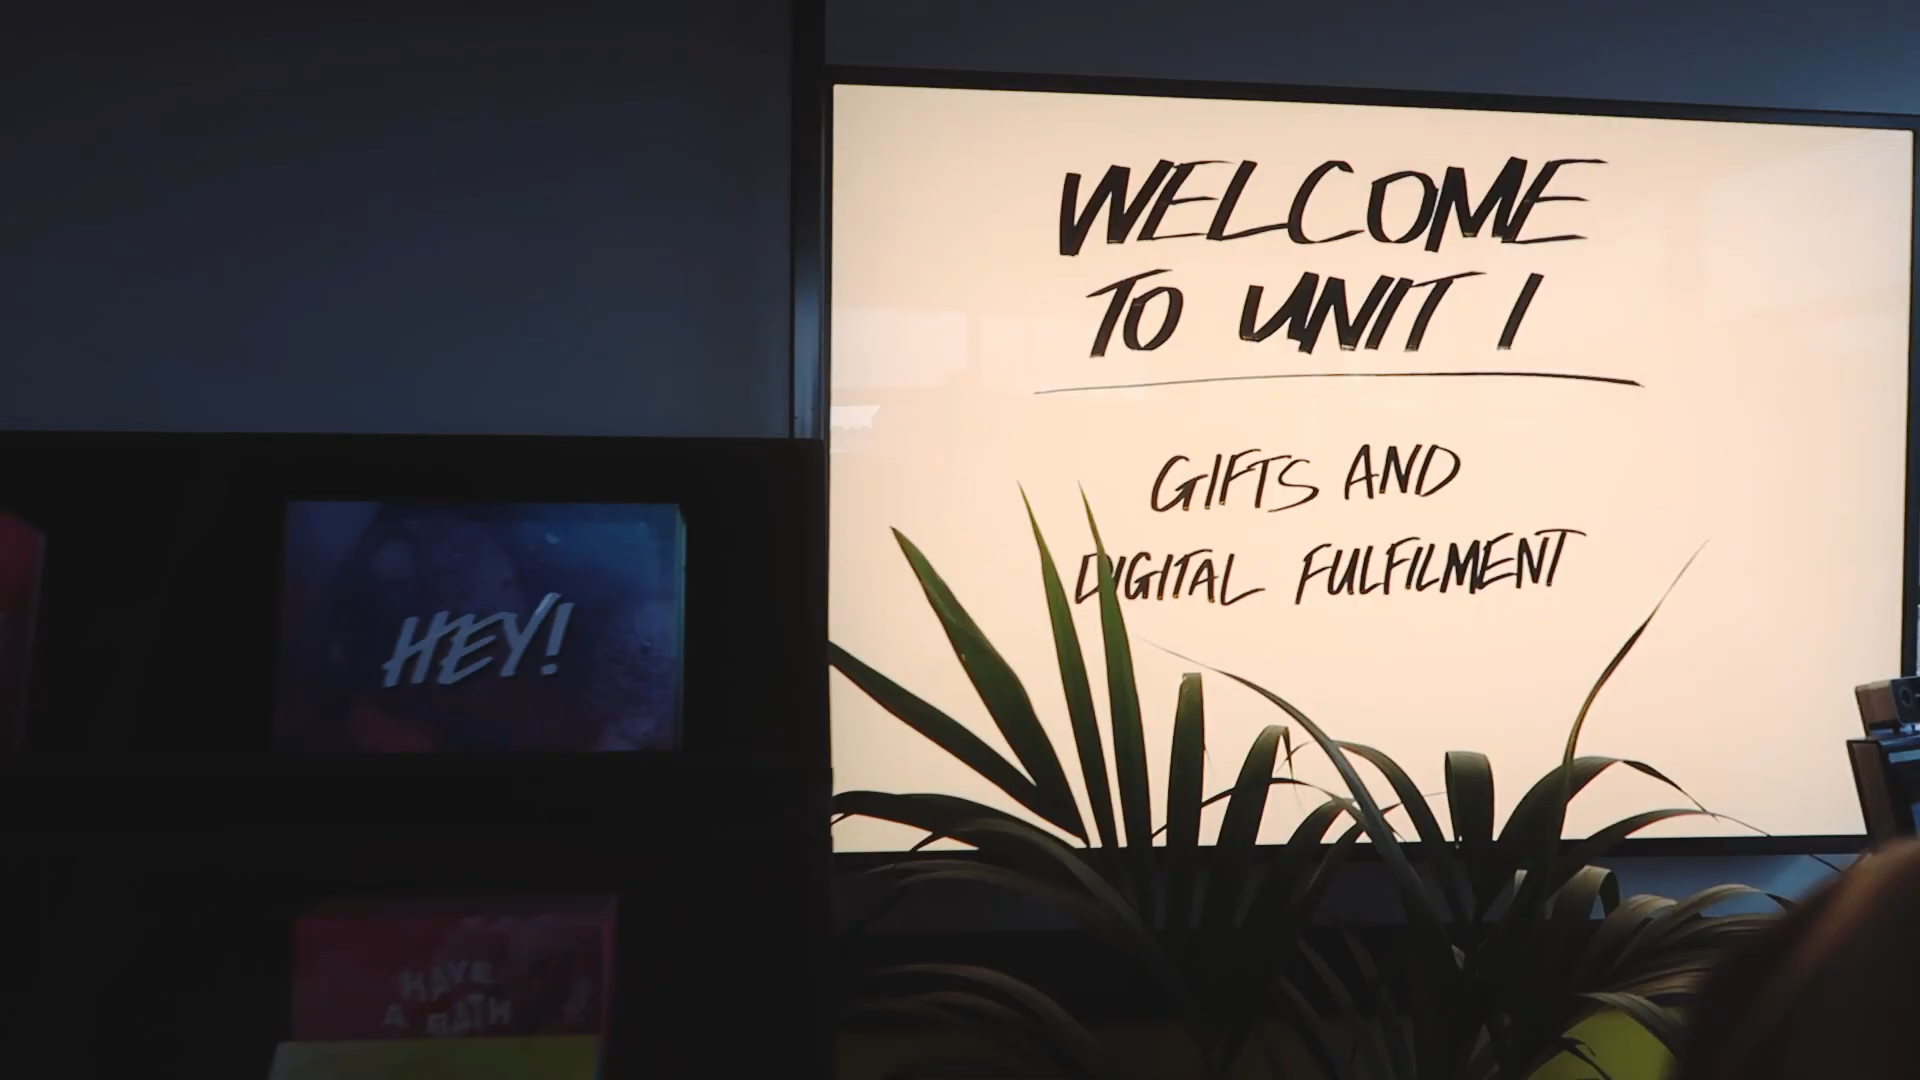 WELCOME
TO UNIT 1
GIFTS AND
DIGITAL FULFILMENT
HEY!
HAVE
A BATH